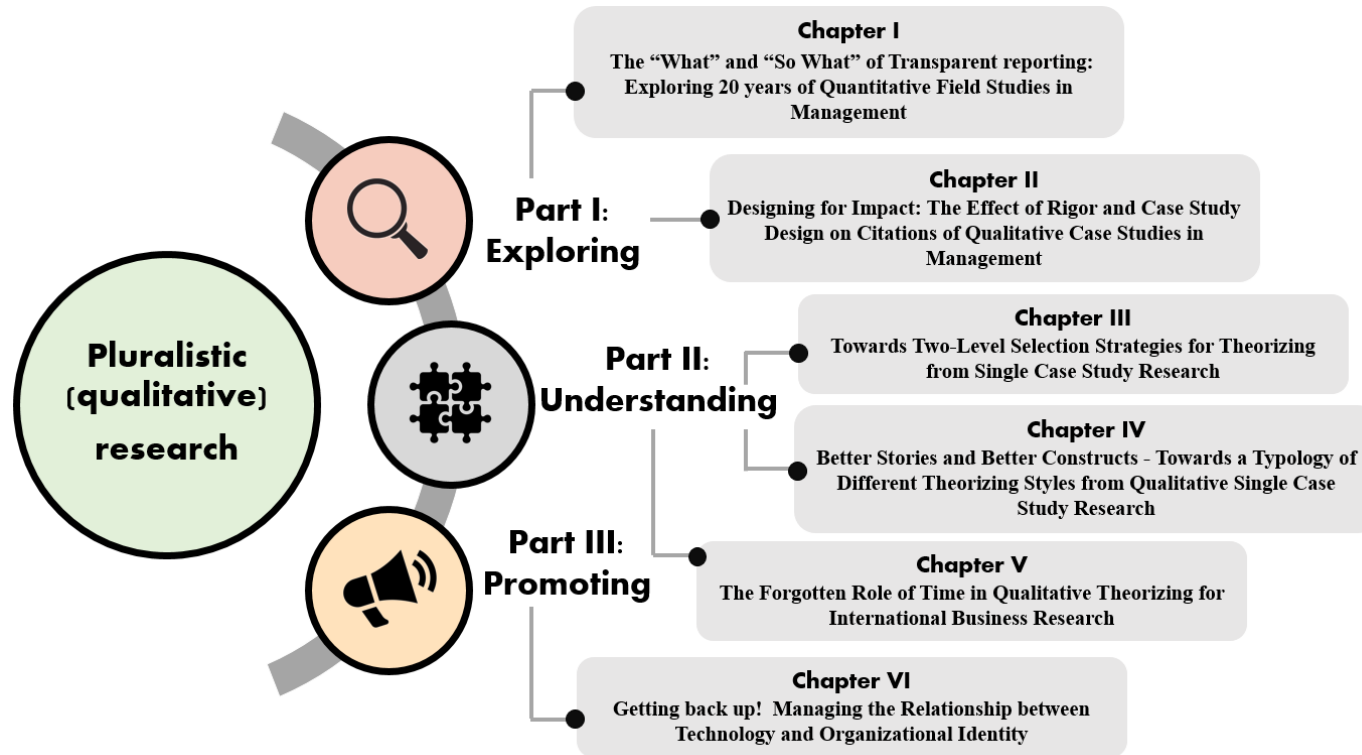 Pluralistic
(qualitative)
research
Part I:
Exploring
Chapter I
The “What” and “So What” of Transparent reporting:
Exploring 20 years of Quantitative Field Studies in
Management
Chapter II
Designing for Impact: The Effect of Rigor and Case Study
Design on Citations of Qualitative Case Studies in
Management
Part II:
Understanding
Chapter III
Towards Two-Level Selection Strategies for Theorizing
from Single Case Study Research
Chapter IV
Better Stories and Better Constructs - Towards a Typology of
Different Theorizing Styles from Qualitative Single Case
Study Research
Chapter V
The Forgotten Role of Time in Qualitative Theorizing for
International Business Research
Part III:
Promoting
Chapter VI
Getting back up!  Managing the Relationship between
Technology and Organizational Identity